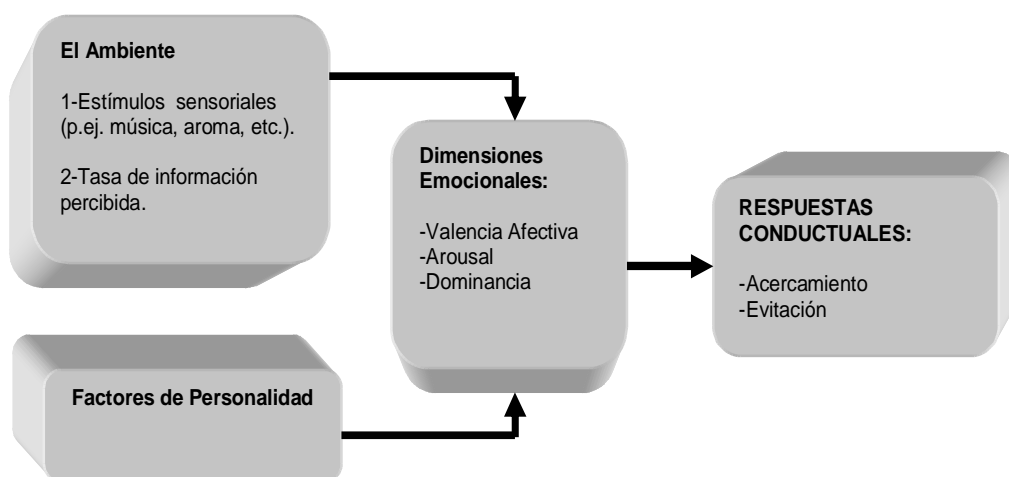 El Ambiente
1-Estímulos sensoriales
(p.ej. música, aroma, etc.).
2-Tasa de información
percibida.
Factores de Personalidad
Dimensiones
Emocionales:
-Valencia Afectiva
-Arousal
-Dominancia
RESPUESTAS
CONDUCTUALES:
-Acercamiento
-Evitación